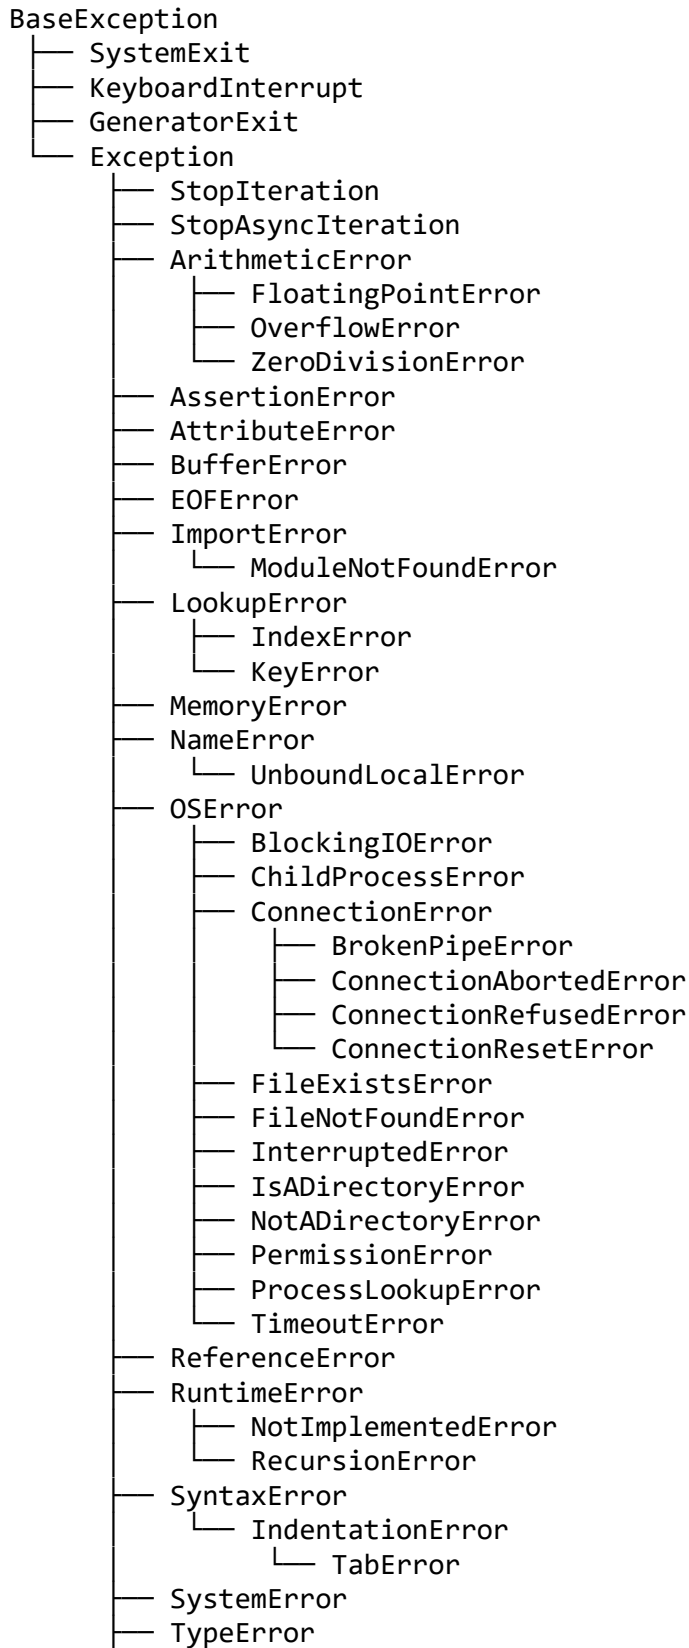 BaseException
├── SystemExit
├── KeyboardInterrupt
├── GeneratorExit
└── Exception
     ├── StopIteration
     ├── StopAsyncIteration
     ├── ArithmeticError
     │    ├── FloatingPointError
     │    ├── OverflowError
     │    └── ZeroDivisionError
     ├── AssertionError
     ├── AttributeError
     ├── BufferError
     ├── EOFError
     ├── ImportError
     │    └── ModuleNotFoundError
     ├── LookupError
     │    ├── IndexError
     │    └── KeyError
     ├── MemoryError
     ├── NameError
     │    └── UnboundLocalError
     ├── OSError
     │    ├── BlockingIOError
     │    ├── ChildProcessError
     │    ├── ConnectionError
     │    │    ├── BrokenPipeError
     │    │    ├── ConnectionAbortedError
     │    │    ├── ConnectionRefusedError
     │    │    └── ConnectionResetError
     │    ├── FileExistsError
     │    ├── FileNotFoundError
     │    ├── InterruptedError
     │    ├── IsADirectoryError
     │    ├── NotADirectoryError
     │    ├── PermissionError
     │    ├── ProcessLookupError
     │    └── TimeoutError
     ├── ReferenceError
     ├── RuntimeError
     │    ├── NotImplementedError
     │    └── RecursionError
     ├── SyntaxError
     │    └── IndentationError
     │         └── TabError
     ├── SystemError
     ├── TypeError